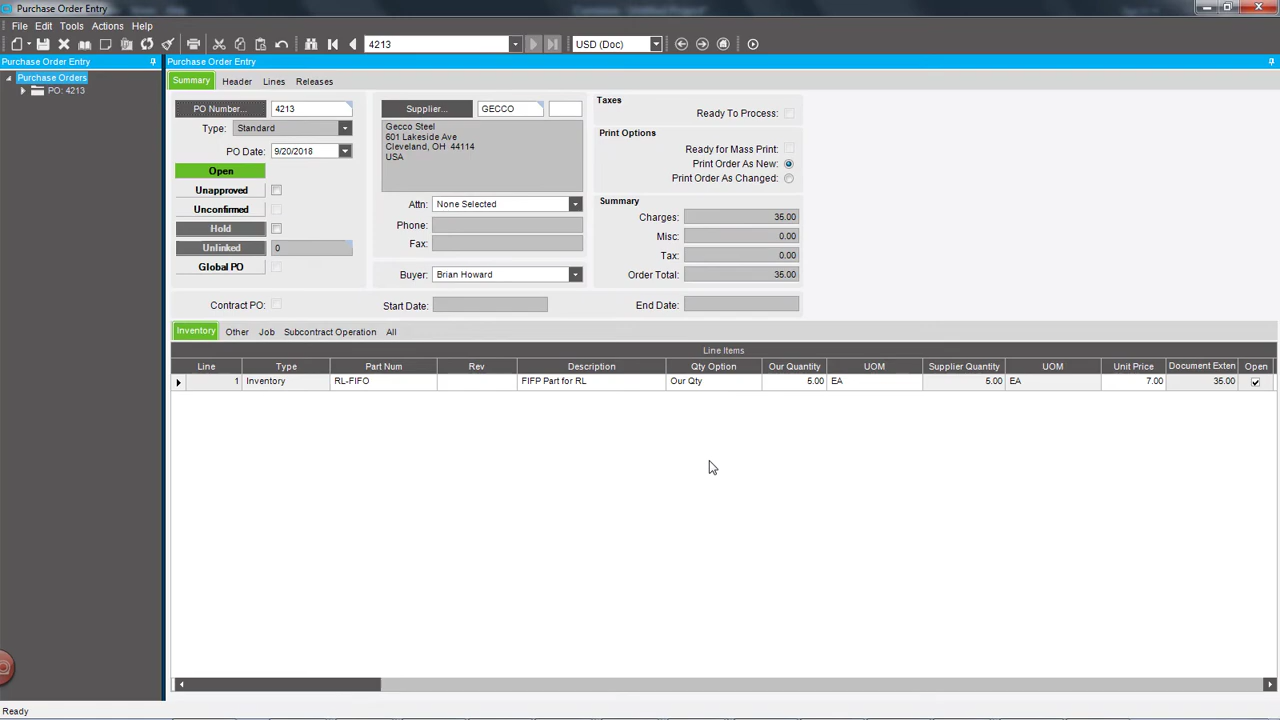 Purchase Order Entry
File Edit Tools Actions Help
4213 USD (Doc)
Purchase Order Entry
Purchase Orders
PO: 4213
Purchase Order Entry
Summary Header Lines Releases
PO Number... 4213
Type: Standard
PO Date: 9/20/2018
Open
Unapproved
Unconfirmed
Hold
Unlinked 0
Global PO
Contract PO:
Supplier... GECCO
Gecco Steel
601 Lakeside Ave
Cleveland, OH 44114
USA
Attn: None Selected
Phone:
Fax:
Buyer: Brian Howard
Start Date:
Taxes
Ready To Process:
Print Options
Ready for Mass Print:
Print Order As New:
Print Order As Changed:
Summary
Charges: 35.00
Misc: 0.00
Tax: 0.00
Order Total: 35.00
End Date:
Inventory Other Job Subcontract Operation All
Line Items
Line Type Part Num Rev Description Qty Option Our Quantity UOM Supplier Quantity UOM Unit Price Document Exten Open
1 Inventory RL-FIFO FIFP Part for RL Our Qty 5.00 EA 5.00 EA 7.00 35.00
Ready